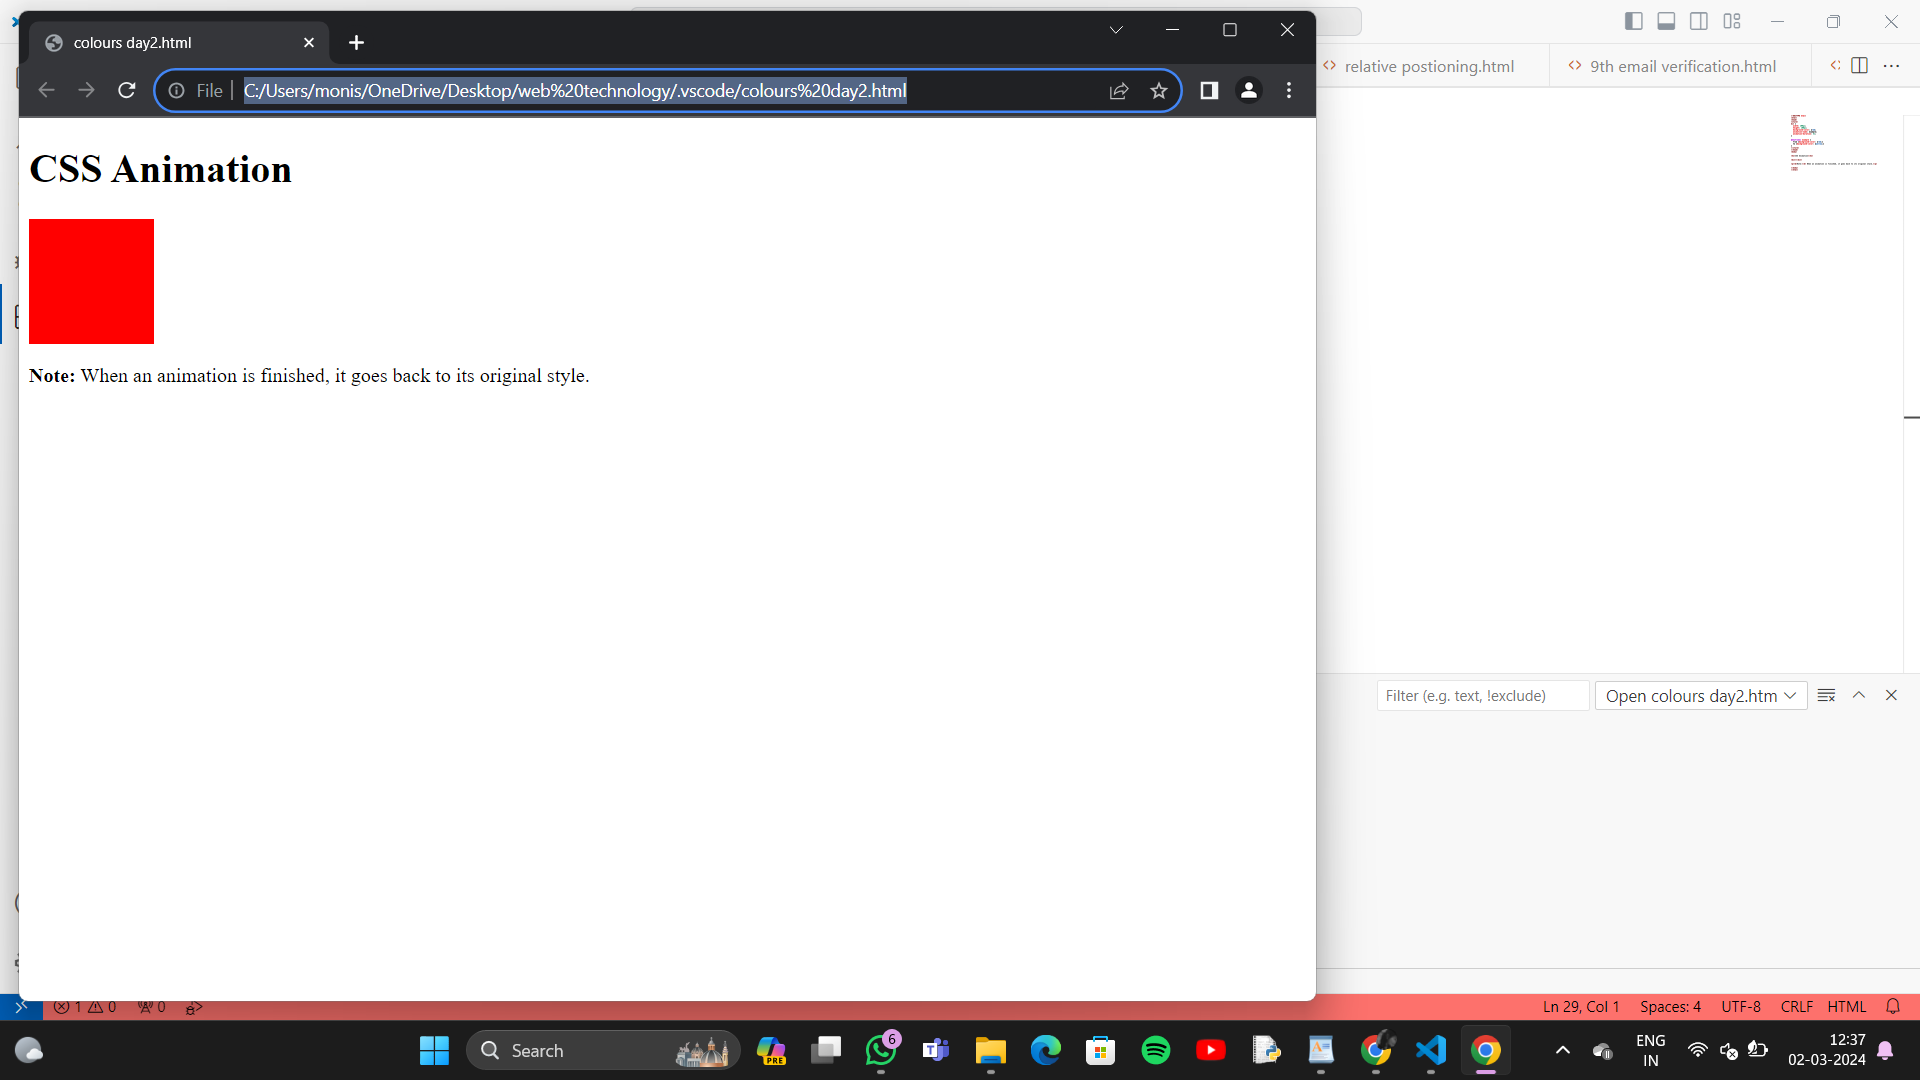 colours day2.html
relative postioning.html
9th email verification.html
File
C:/Users/monis/OneDrive/Desktop/web%20technology/.vscode/colours%20day2.html
CSS Animation
Note: When an animation is finished, it goes back to its original style.
Filter (e.g. text, !exclude)
Open colours day2.htm
1 0 0
Ln 29, Col 1 Spaces: 4 UTF-8 CRLF HTML
Search
PRE
6
ENG
IN
12:37
02-03-2024